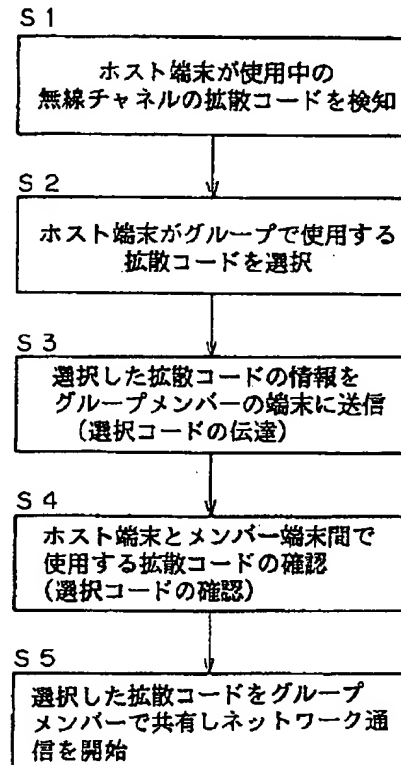 S1
ホスト端末が使用中の
無線チャネルの拡散コードを検知
S2
ホスト端末がグループで使用する
拡散コードを選択
S3
選択した拡散コードの情報を
グループメンバーの端末に送信
(選択コードの伝達)
S4
ホスト端末とメンバー端末間で
使用する拡散コードの確認
(選択コードの確認)
S5
選択した拡散コードをグループ
メンバーで共有しネットワーク通
信を開始